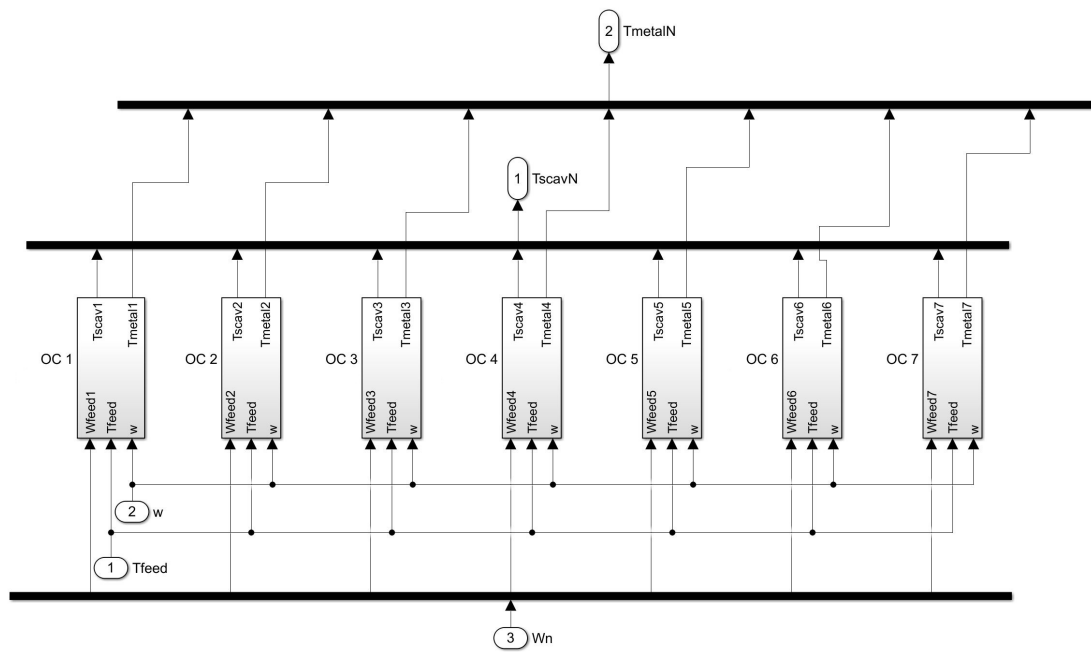 2 TmetalN
1 TscavN
Tscav1 Tmetal1 Tscav2 Tmetal2 Tscav3 Tmetal3 Tscav4 Tmetal4 Tscav5 Tmetal5 Tscav6 Tmetal6 Tscav7 Tmetal7
OC 1 OC 2 OC 3 OC 4 OC 5 OC 6 OC 7
Wfeed1 Tfeed w Wfeed2 Tfeed w Wfeed3 Tfeed w Wfeed4 Tfeed w Wfeed5 Tfeed w Wfeed6 Tfeed w Wfeed7 Tfeed w
2 w
1 Tfeed
3 Wn